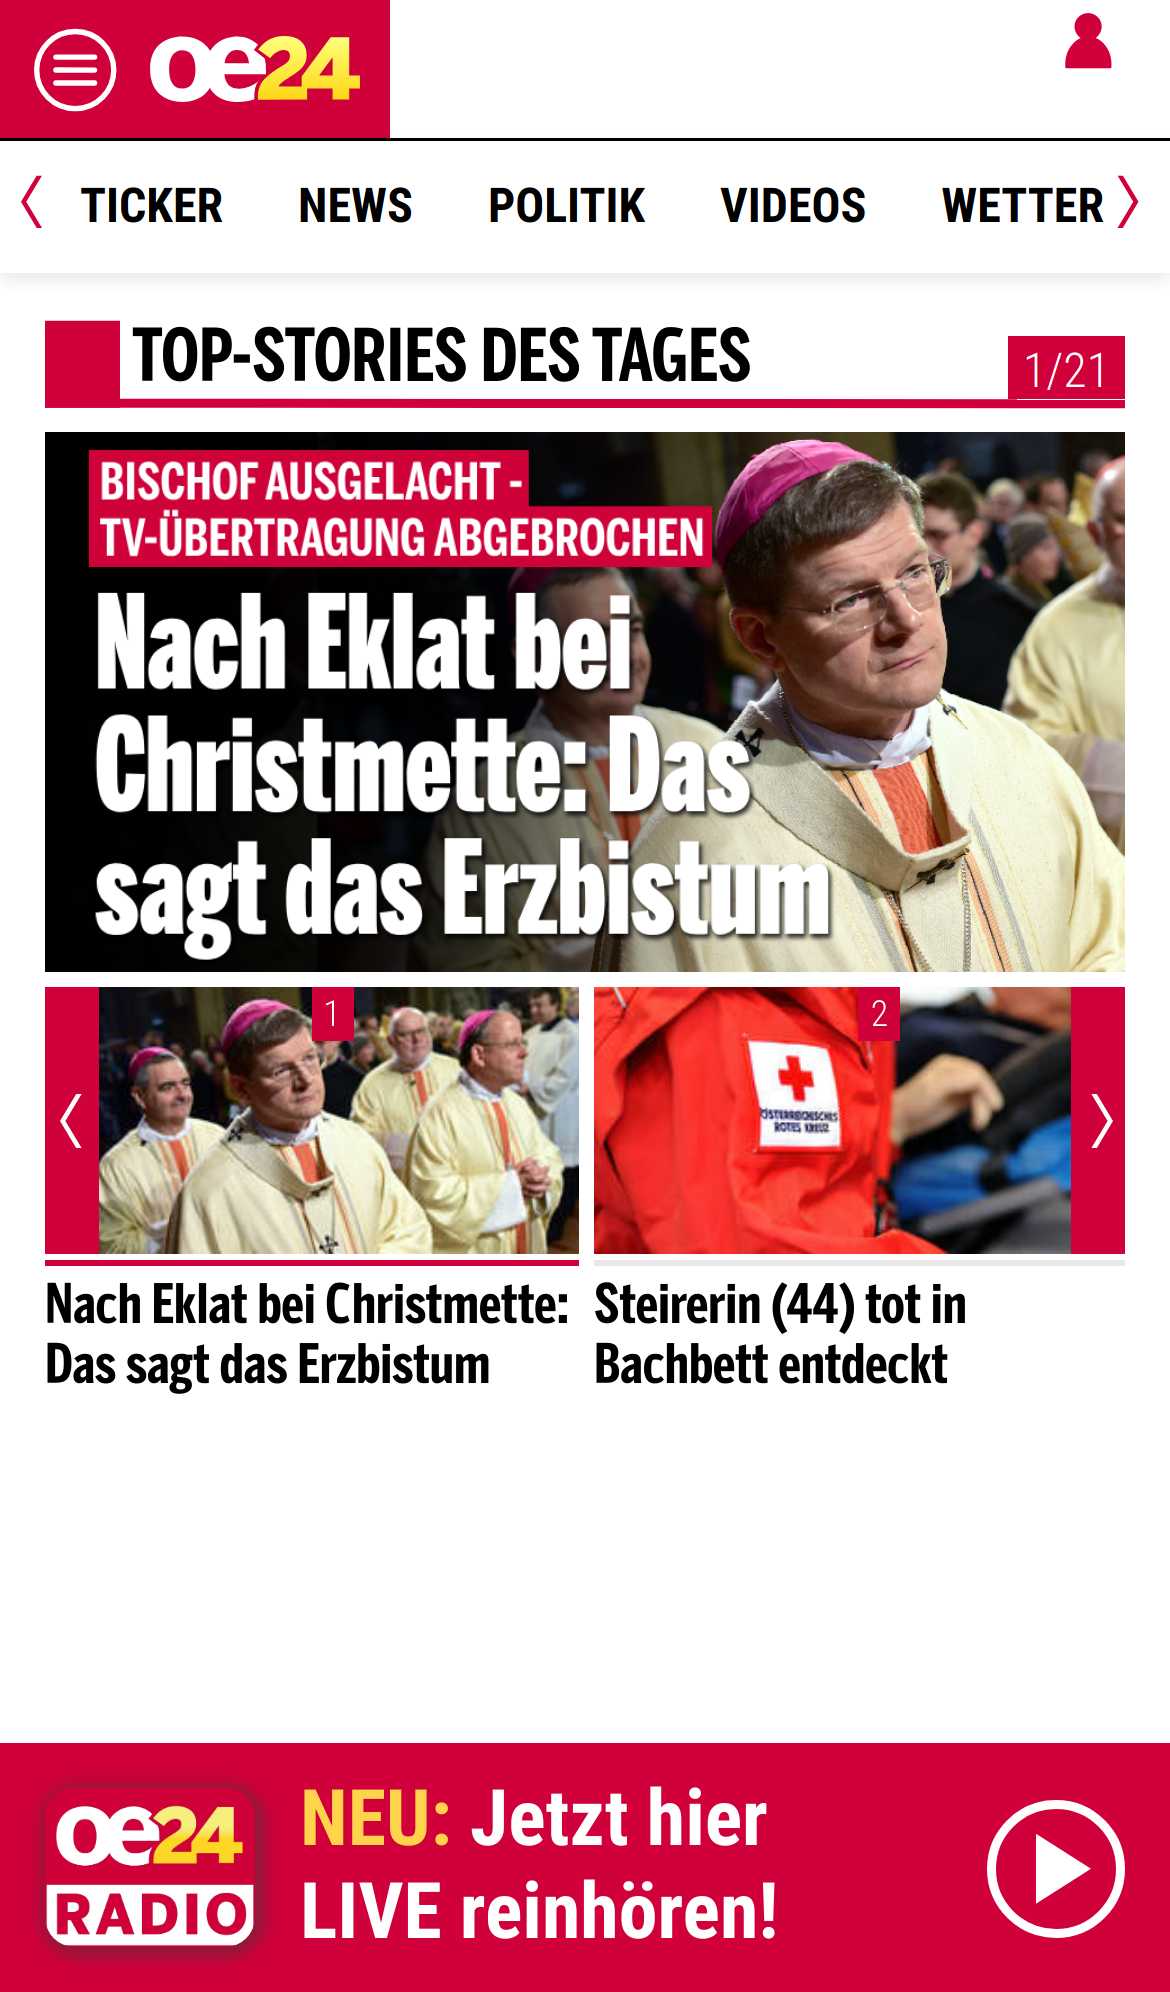 oe24
TICKER NEWS POLITIK VIDEOS WETTER
TOP-STORIES DES TAGES
1/21
BISCHOF AUSGELACHT -
TV-ÜBERTRAGUNG ABGEBROCHEN
Nach Eklat bei
Christmette: Das
sagt das Erzbistum
1
2
ÖSTERREICHISCHES
ROTES KREUZ
Nach Eklat bei Christmette:
Das sagt das Erzbistum
Steirerin (44) tot in
Bachbett entdeckt
oe24
RADIO
NEU: Jetzt hier
LIVE reinhören!